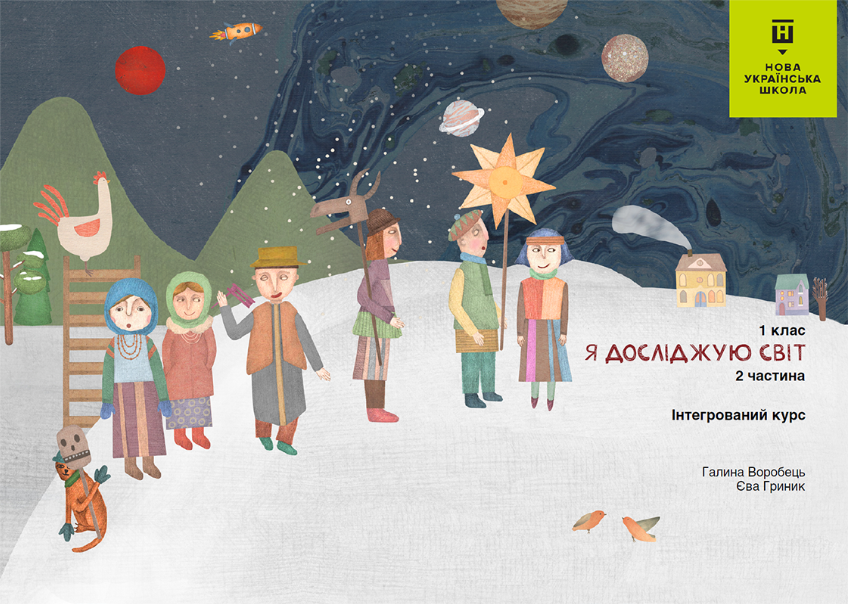 НОВА
УКРАЇНСЬКА
ШКОЛА
1 клас
Я ДОСЛІДЖУЮ СВІТ
2 частина
Інтегрований курс
Галина Воробець
Єва Гриник